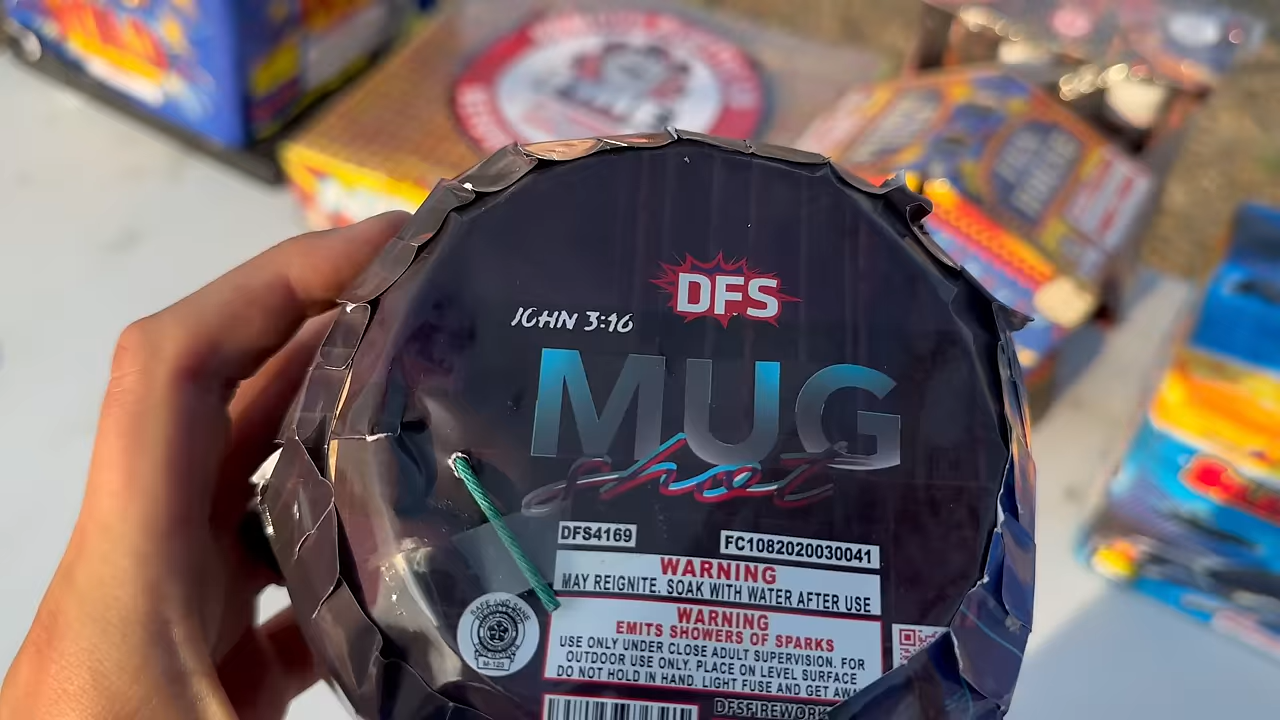 DFS
JOHN 3:16
MUG
shot
DFS4169
FC1082020030041
WARNING
MAY REIGNITE. SOAK WITH WATER AFTER USE
WARNING
EMITS SHOWERS OF SPARKS
USE ONLY UNDER CLOSE ADULT SUPERVISION. FOR
OUTDOOR USE ONLY. PLACE ON LEVEL SURFACE
DO NOT HOLD IN HAND. LIGHT FUSE AND GET
SAFE AND SANE
M-123
DFSFIREWORK